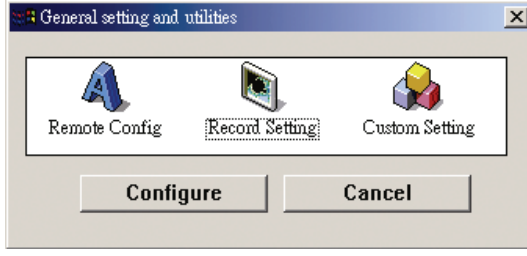 General setting and utilities
Remote Config Record Setting Custom Setting
Configure Cancel